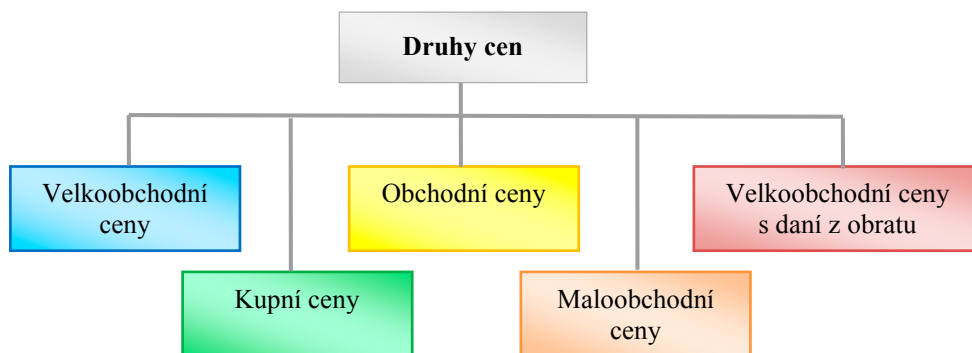 Druhy cen
Velkoobchodní
ceny
Obchodní ceny
Velkoobchodní ceny
s daní z obratu
Kupní ceny
Maloobchodní
ceny